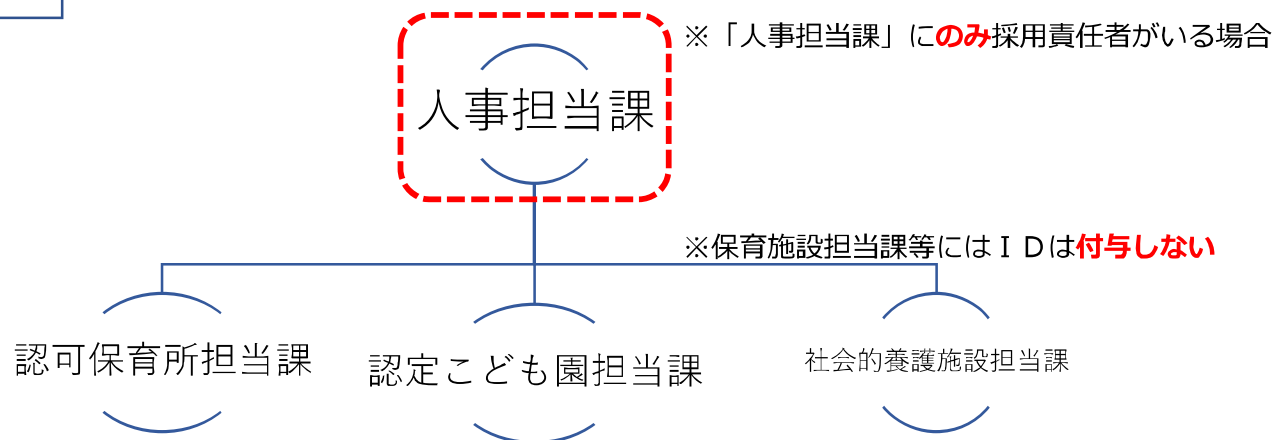 ※「人事担当課」にのみ採用責任者がいる場合
人事担当課
※保育施設担当課等にはＩＤは付与しない
認可保育所担当課
認定こども園担当課
社会的養護施設担当課